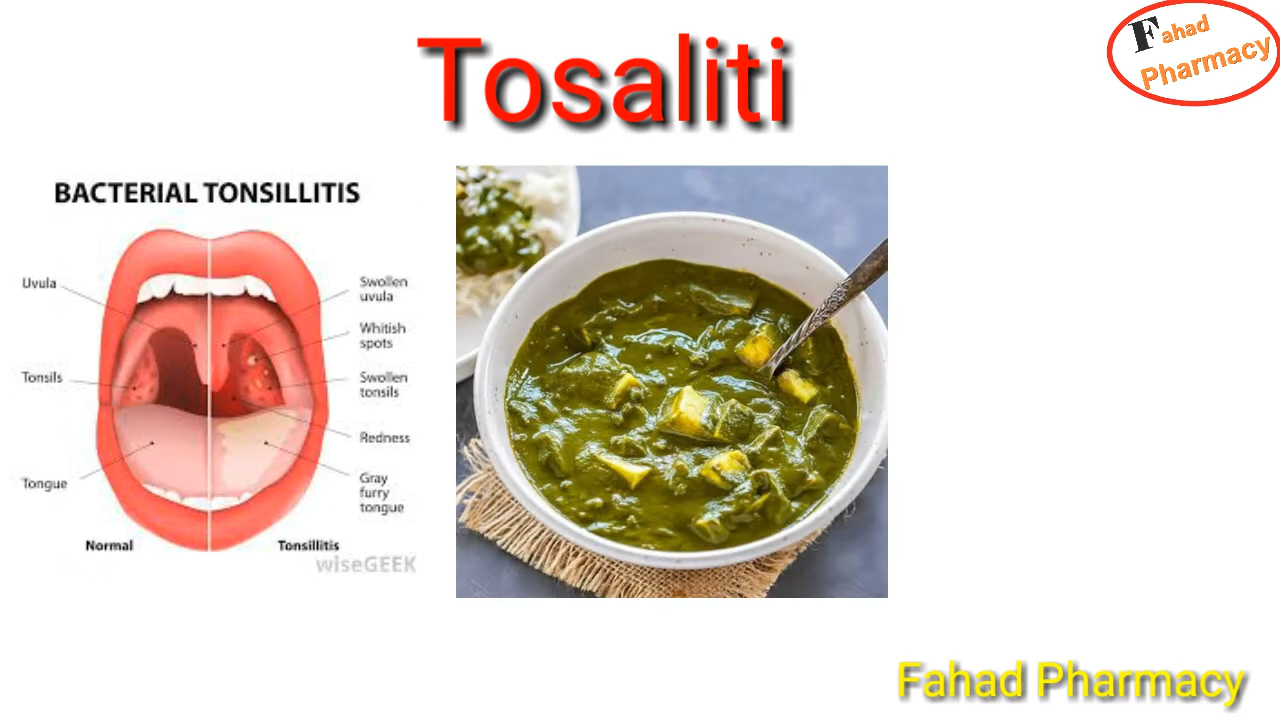 Tosaliti
Fahad
Pharmacy
BACTERIAL TONSILLITIS
Uvula
Tonsils
Tongue
Swollen
uvula
Whitish
spots
Swollen
tonsils
Redness
Gray
furry
tongue
Normal
Tonsillitis
wiseGEEK
Fahad Pharmacy